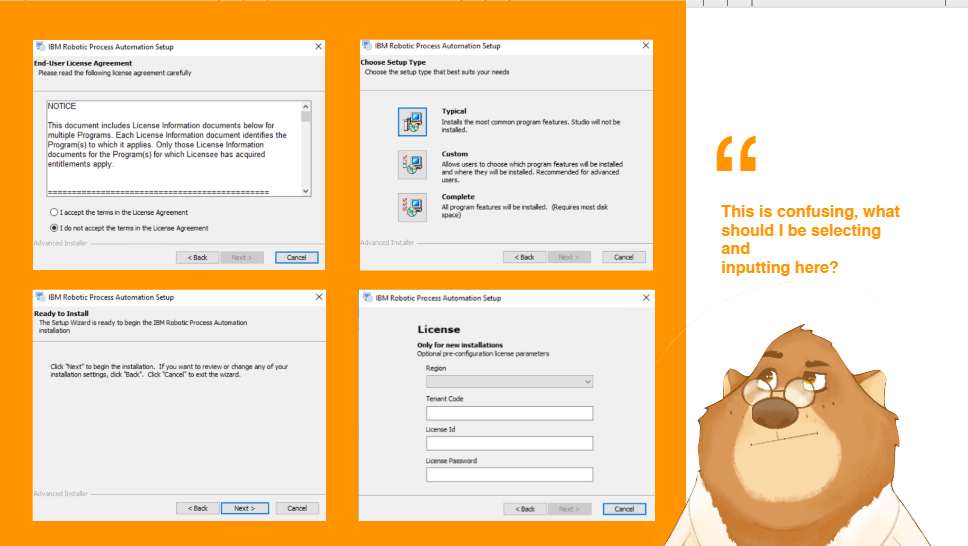 IBM Robotic Process Automation Setup
End-User License Agreement
Please read the following license agreement carefully
NOTICE
This document includes License Information documents below for
multiple Programs. Each License Information document identifies the
Program(s) to which it applies. Only those License Information
documents for the Program(s) for which Licensee has acquired
entitlements apply.
==============================================
I accept the terms in the License Agreement
I do not accept the terms in the License Agreement
Advanced Installer
< Back
Next >
Cancel
IBM Robotic Process Automation Setup
Choose Setup Type
Choose the setup type that best suits your needs
Typical
Installs the most common program features. Studio will not be
installed.
Custom
Allows users to choose which program features will be installed
and where they will be installed. Recommended for advanced
users.
Complete
All program features will be installed. (Requires most disk
space)
Advanced Installer
< Back
Next >
Cancel
IBM Robotic Process Automation Setup
Ready to Install
The Setup Wizard is ready to begin the IBM Robotic Process Automation
installation
Click "Next" to begin the installation. If you want to review or change any of your
installation settings, click "Back". Click "Cancel" to exit the wizard.
Advanced Installer
< Back
Next >
Cancel
IBM Robotic Process Automation Setup
License
Only for new installations
Optional pre-configuration license parameters
Region
Tenant Code
License Id
License Password
< Back
Next >
Cancel
“
This is confusing, what
should I be selecting
and
inputting here?